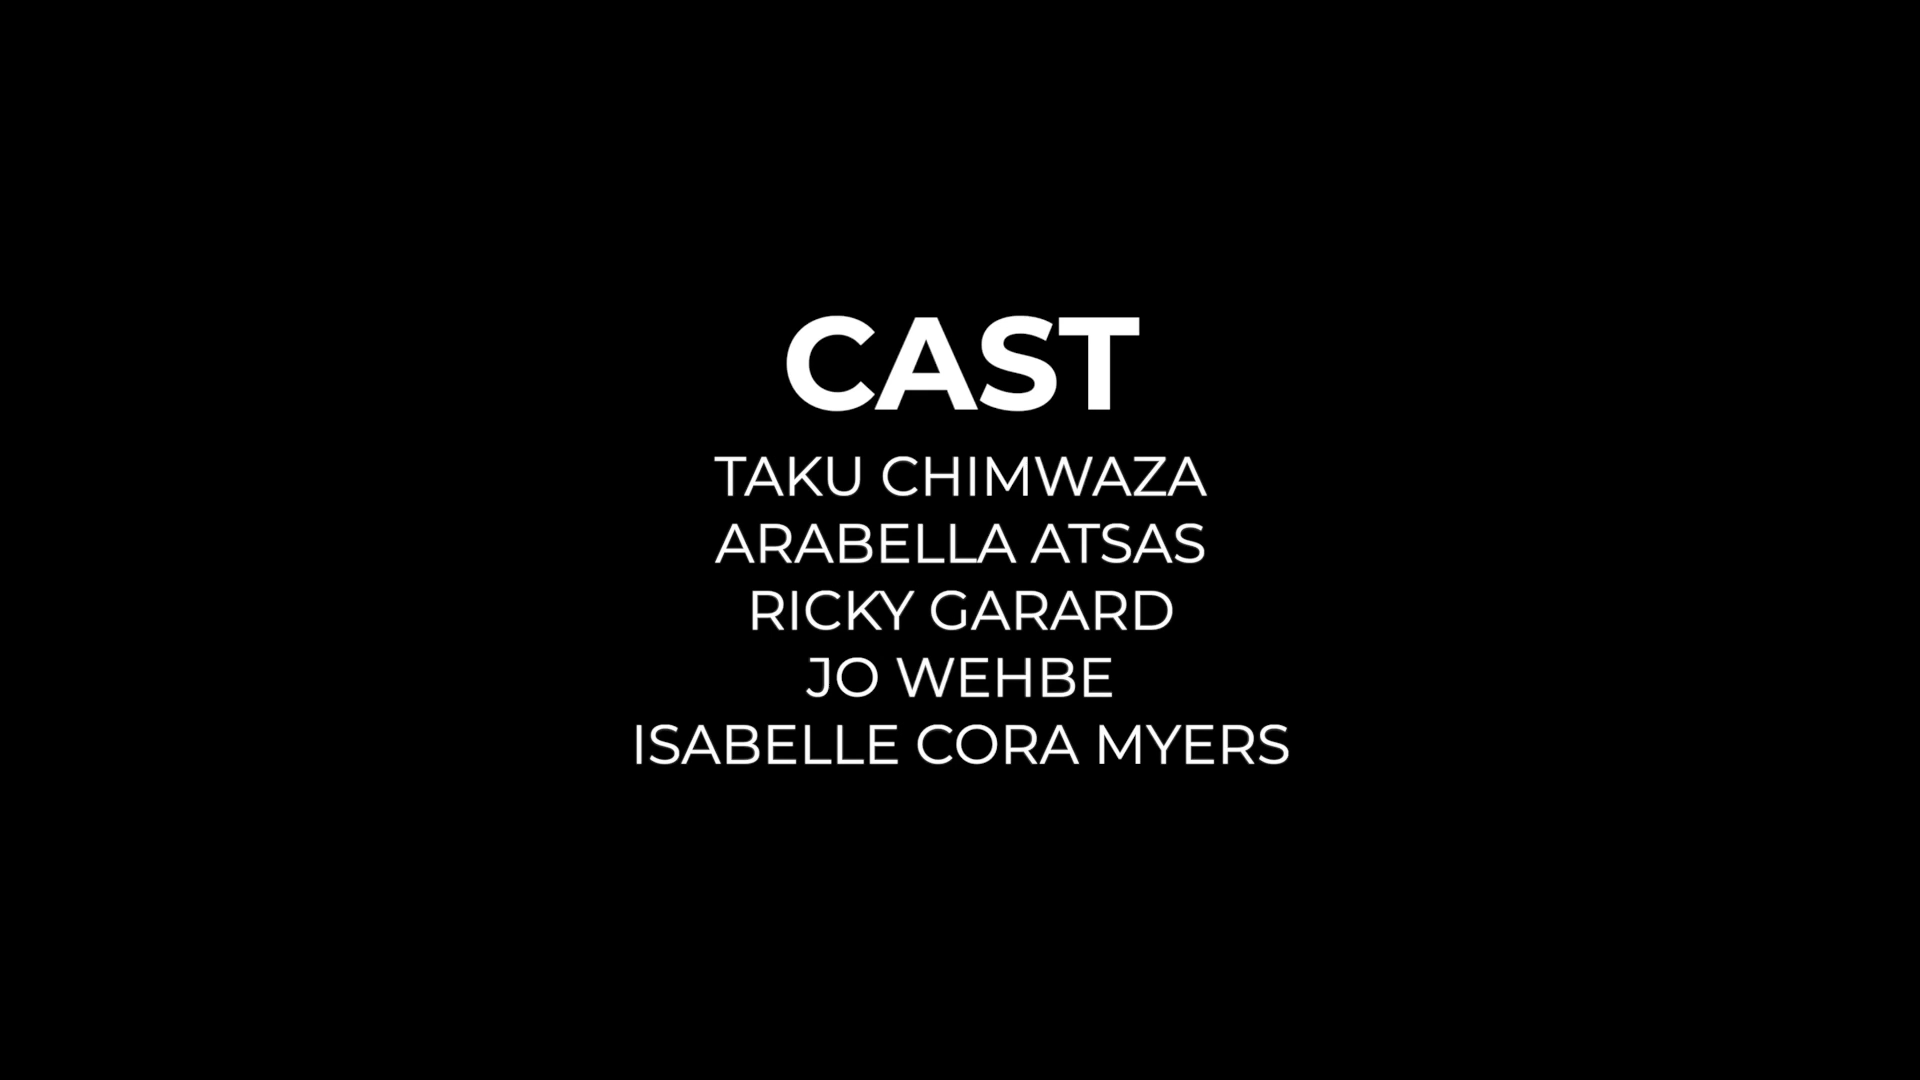 CAST
TAKU CHIMWAZA
ARABELLA ATSAS
RICKY GARARD
JO WEHBE
ISABELLE CORA MYERS